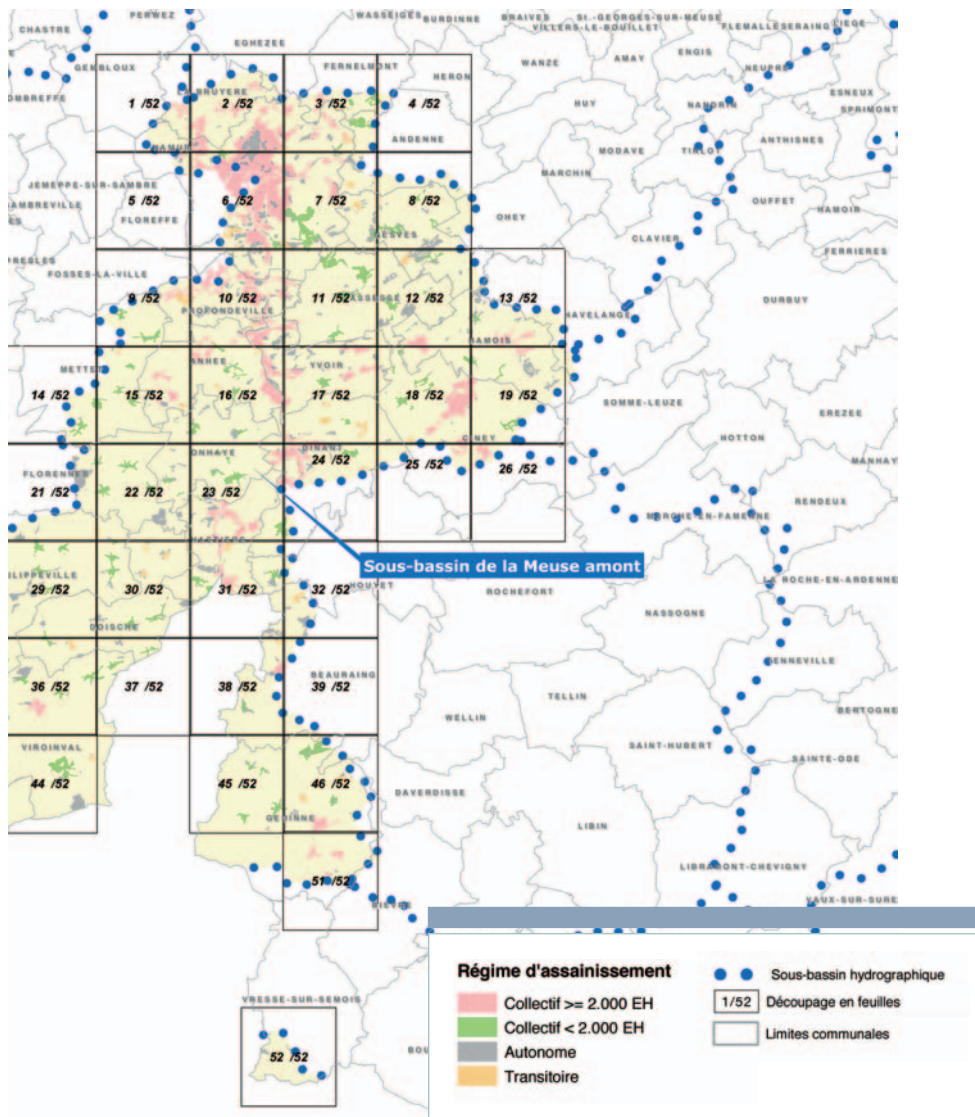 PERWEZ
WASSEIGES
BURDINNE
BRAIVES
ST-GEORGES-SUR-MEUSE
CHASTRE
VILLERS-LE-BOUILLET
FLEMALLE
SERAING
LIEGE
EGHEZEE
GEMBLOUX
FERNELMONT
HERON
WANZE
AMAY
ENGIS
NEUPRE
ESNEUX
OMBREFFE
LA BRUYERE
1 /52
2 /52
3 /52
4 /52
HUY
NANDRIN
SPRIMONT
ANDENNE
ANTHISNES
NAMUR
MODAVE
TINLOT
MARCHIN
JEMEPPE-SUR-SAMBRE
AMBREVILLE
5 /52
6 /52
7 /52
8 /52
OUFFET
HAMOIR
FLOREFFE
OHEY
GESVES
CLAVIER
FERRIERES
FOSSES-LA-VILLE
9 /52
10 /52
11 /52
12 /52
13 /52
DURBUY
ASSESSE
PROFONDEVILLE
HAVELANGE
HAMOIS
METTET
ANHEE
YVOIR
14 /52
15 /52
16 /52
17 /52
18 /52
19 /52
SOMME-LEUZE
EREZEE
HOTTON
CINEY
ONHAYE
DINANT
24 /52
25 /52
26 /52
MANHAY
FLORENNES
21 /52
22 /52
23 /52
RENDEUX
MARCHE-EN-FAMENNE
HASTIERE
Sous-bassin de la Meuse amont
ILIPPEVILLE
HOUYET
LA ROCHE-EN-ARDENNE
29 /52
30 /52
31 /52
32 /52
ROCHEFORT
NASSOGNE
DOISCHE
TENNEVILLE
BEAURAING
36 /52
37 /52
38 /52
39 /52
TELLIN
BERTOGNE
WELLIN
VIROINVAL
SAINT-HUBERT
SAINTE-ODE
44 /52
45 /52
46 /52
DAVERDISSE
GEDINNE
LIBIN
LIBRAMONT-CHEVIGNY
51 /52
BIEVRE
VAUX-SUR-SURE
Régime d'assainissement
Collectif >= 2.000 EH
Collectif < 2.000 EH
Autonome
Transitoire
Sous-bassin hydrographique
1/52
Découpage en feuilles
Limites communales
VRESSE-SUR-SEMOIS
52 /52
BOU